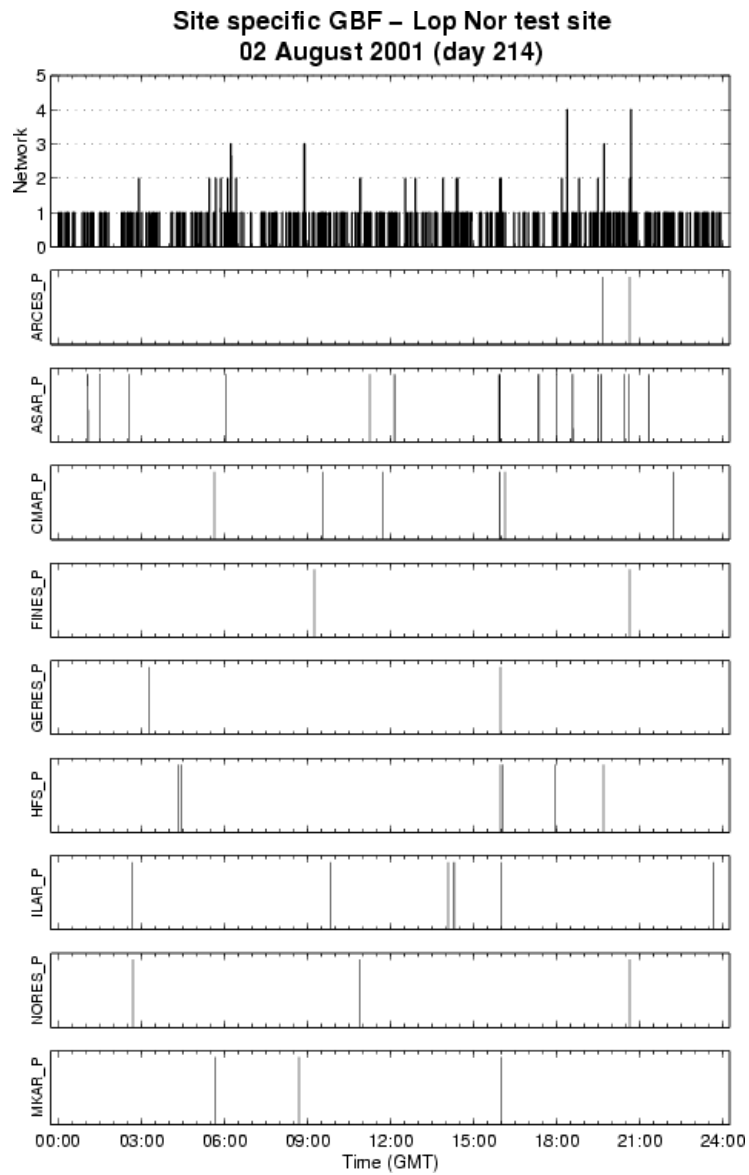 Site specific GBF – Lop Nor test site
02 August 2001 (day 214)
5
4
3
2
1
0
Network
ARCES_P
ASAR_P
CMAR_P
FINES_P
GERES_P
HFS_P
ILAR_P
NORES_P
MKAR_P
00:00 03:00 06:00 09:00 12:00 15:00 18:00 21:00 24:00
Time (GMT)